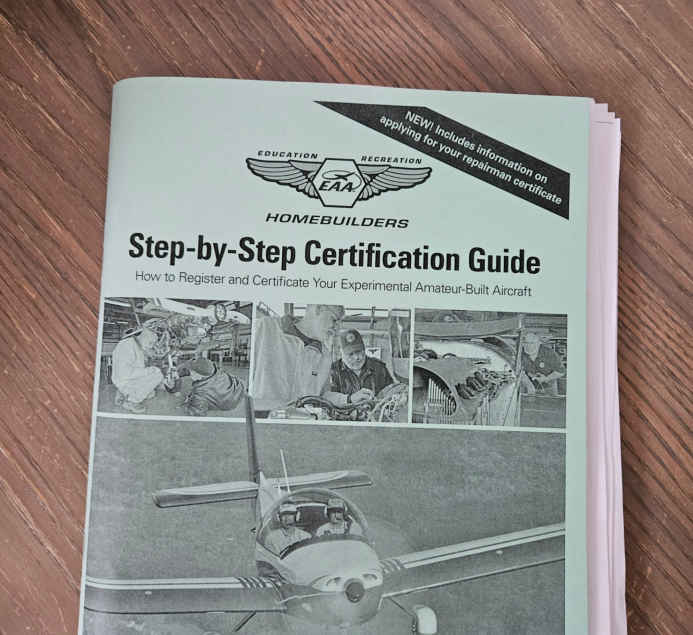 NEW! Includes information on
applying for your repairman certificate
EDUCATION RECREATION
EAA
HOMEBUILDERS
Step-by-Step Certification Guide
How to Register and Certificate Your Experimental Amateur-Built Aircraft